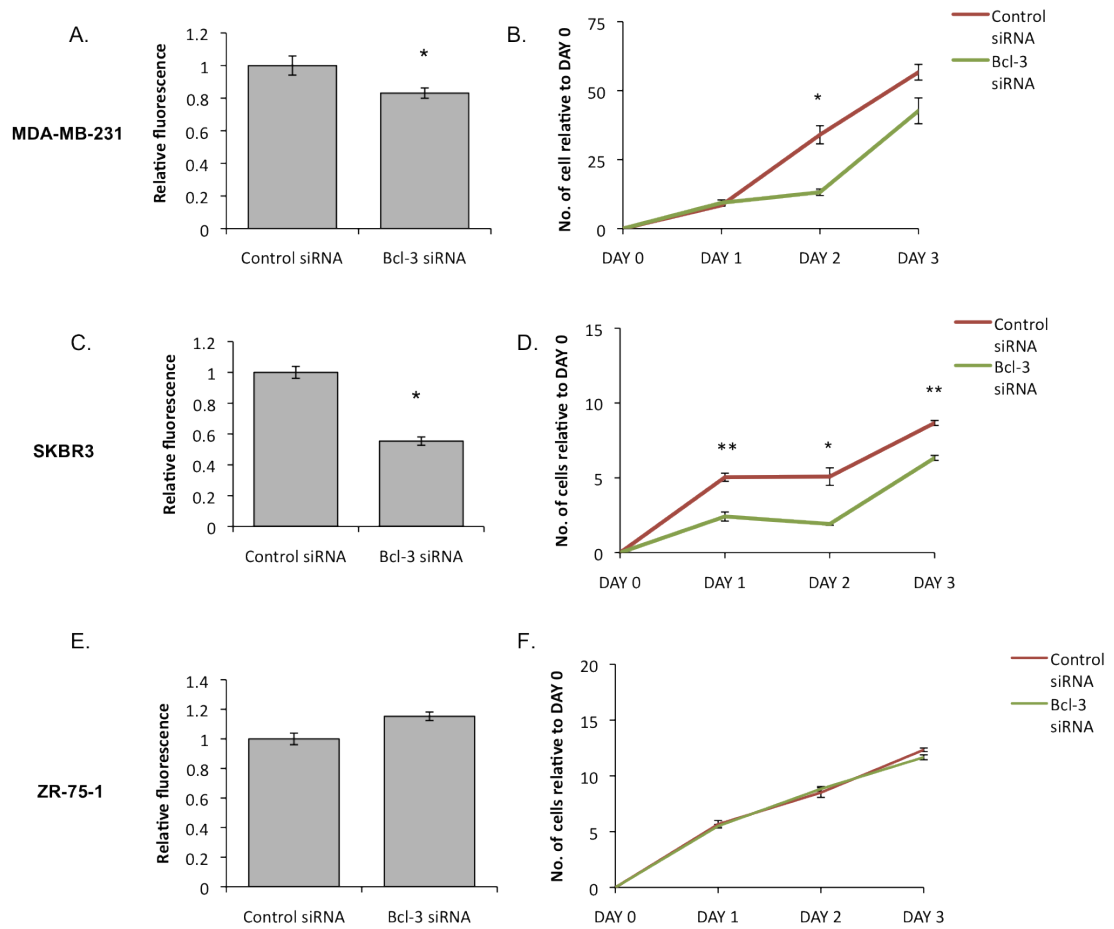 A.
MDA-MB-231
Relative fluorescence
1.2
1
0.8
0.6
0.4
0.2
0
*
Control siRNA
Bcl-3 siRNA
B.
No. of cell relative to DAY 0
75
50
25
0
*
DAY 0
DAY 1
DAY 2
DAY 3
Control
siRNA
Bcl-3
siRNA
C.
SKBR3
Relative fluorescence
1.2
1
0.8
0.6
0.4
0.2
0
*
Control siRNA
Bcl-3 siRNA
D.
No. of cells relative to DAY 0
15
10
5
0
**
*
**
DAY 0
DAY 1
DAY 2
DAY 3
Control
siRNA
Bcl-3
siRNA
E.
ZR-75-1
Relative fluorescence
1.4
1.2
1
0.8
0.6
0.4
0.2
0
Control siRNA
Bcl-3 siRNA
F.
No. of cells relative to DAY 0
20
15
10
5
0
DAY 0
DAY 1
DAY 2
DAY 3
Control
siRNA
Bcl-3
siRNA